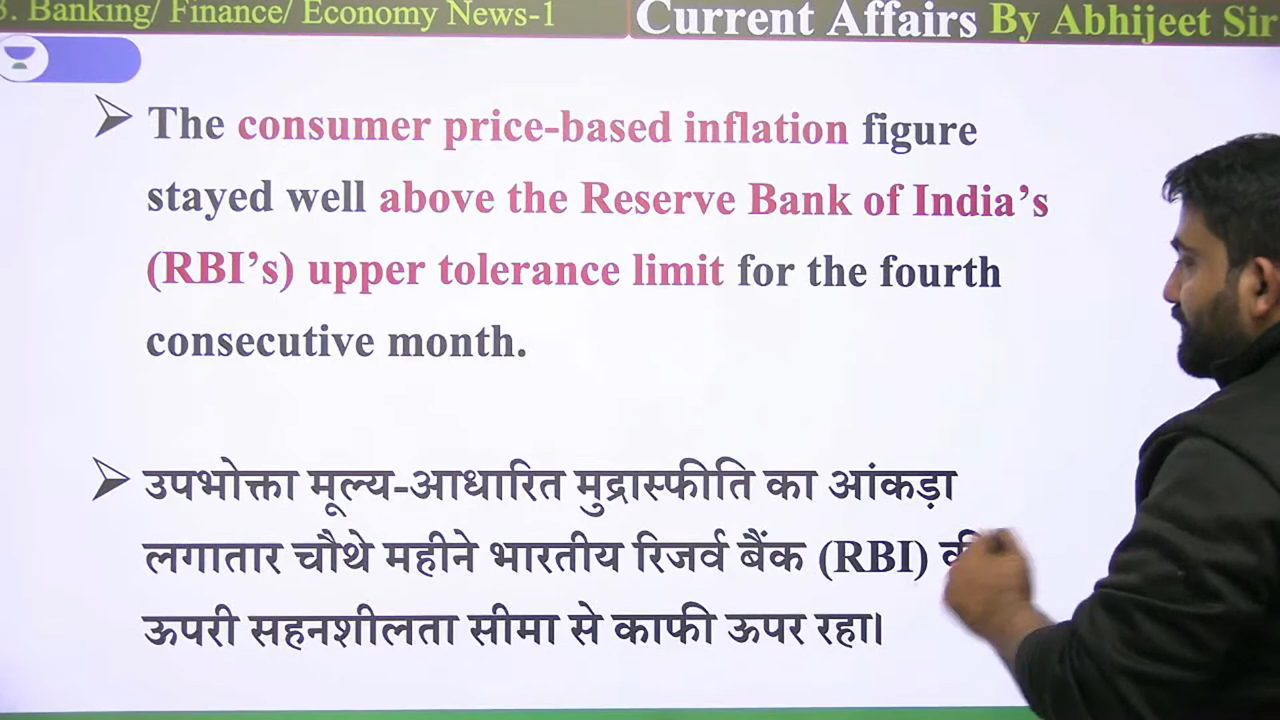 3. Banking/ Finance/ Economy News-1
Current Affairs By Abhijeet Sir
The consumer price-based inflation figure
stayed well above the Reserve Bank of India’s
(RBI’s) upper tolerance limit for the fourth
consecutive month.
उपभोक्ता मूल्य-आधारित मुद्रास्फीति का आंकड़ा
लगातार चौथे महीने भारतीय रिजर्व बैंक (RBI) की
ऊपरी सहनशीलता सीमा से काफी ऊपर रहा।